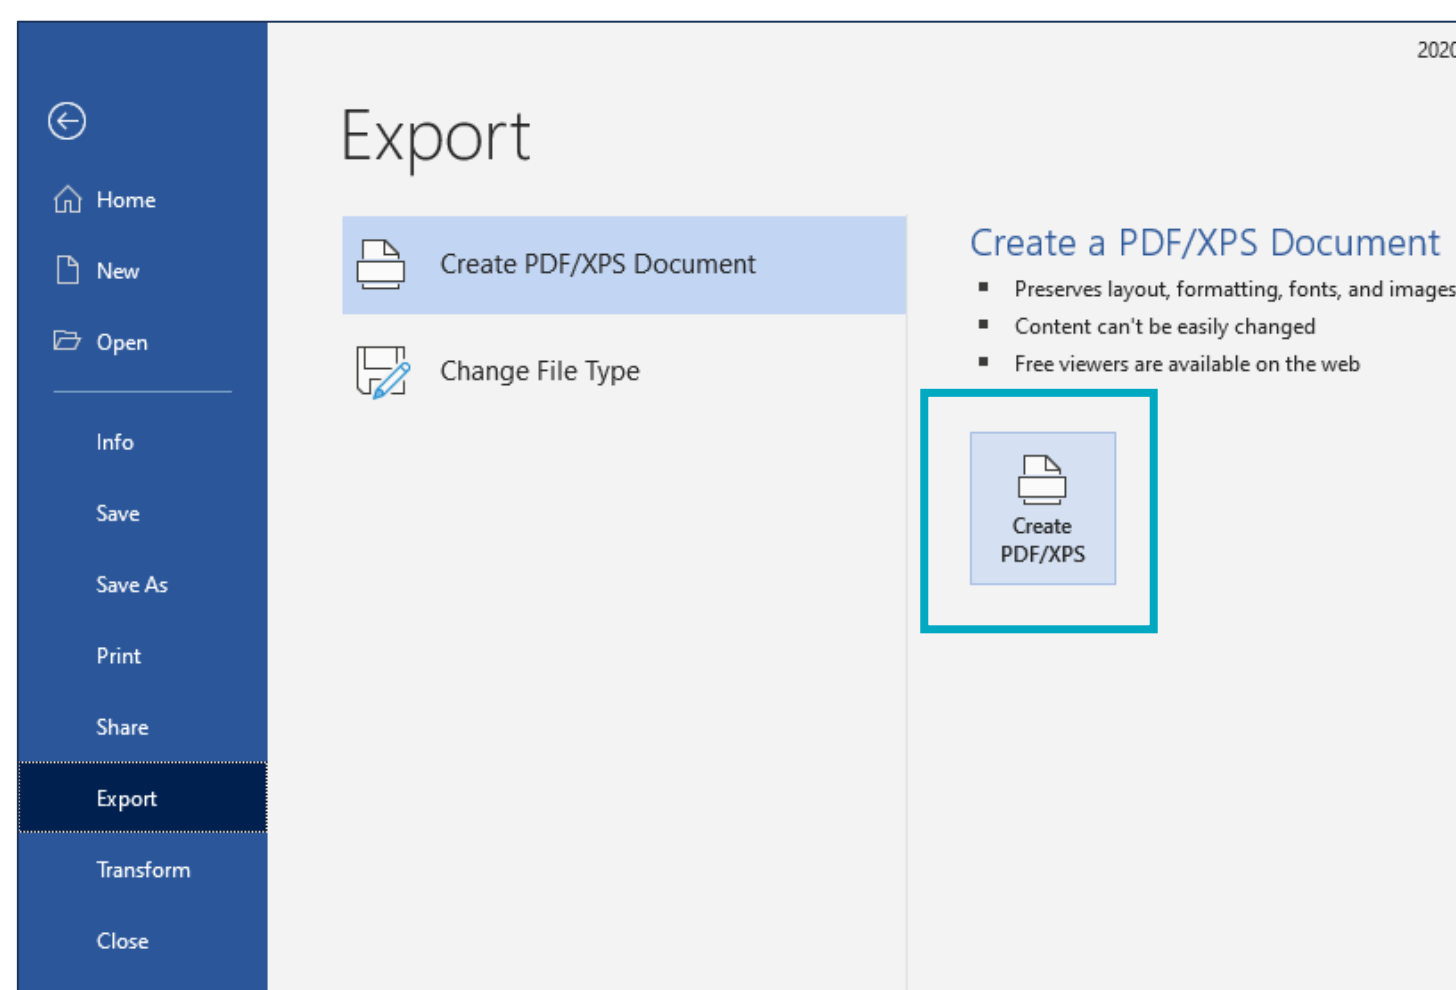 2020
Export
Home
New
Open
Info
Save
Save As
Print
Share
Export
Transform
Close
Create PDF/XPS Document
Change File Type
Create a PDF/XPS Document
Preserves layout, formatting, fonts, and images
Content can't be easily changed
Free viewers are available on the web
Create
PDF/XPS